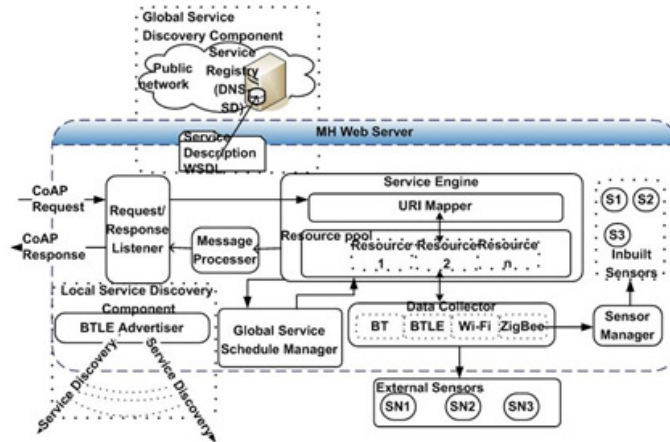 Global Service
Discovery Component
Service
Public
network
Registry
(DNS-
SD)
MH Web Server
Service
Description
WSDL
CoAP
Request
CoAP
Response
Request/
Response
Listener
Message
Processer
Service Engine
URI Mapper
Resource pool
Resource
1
Resource
2
Resource
n
S1
S2
S3
Inbuilt
Sensors
Local Service Discovery
Component
BTLE Advertiser
Service Discovery
Service Discovery
Global Service
Schedule Manager
Data Collector
BT
BTLE
Wi-Fi
ZigBee
Sensor
Manager
External Sensors
SN1
SN2
SN3